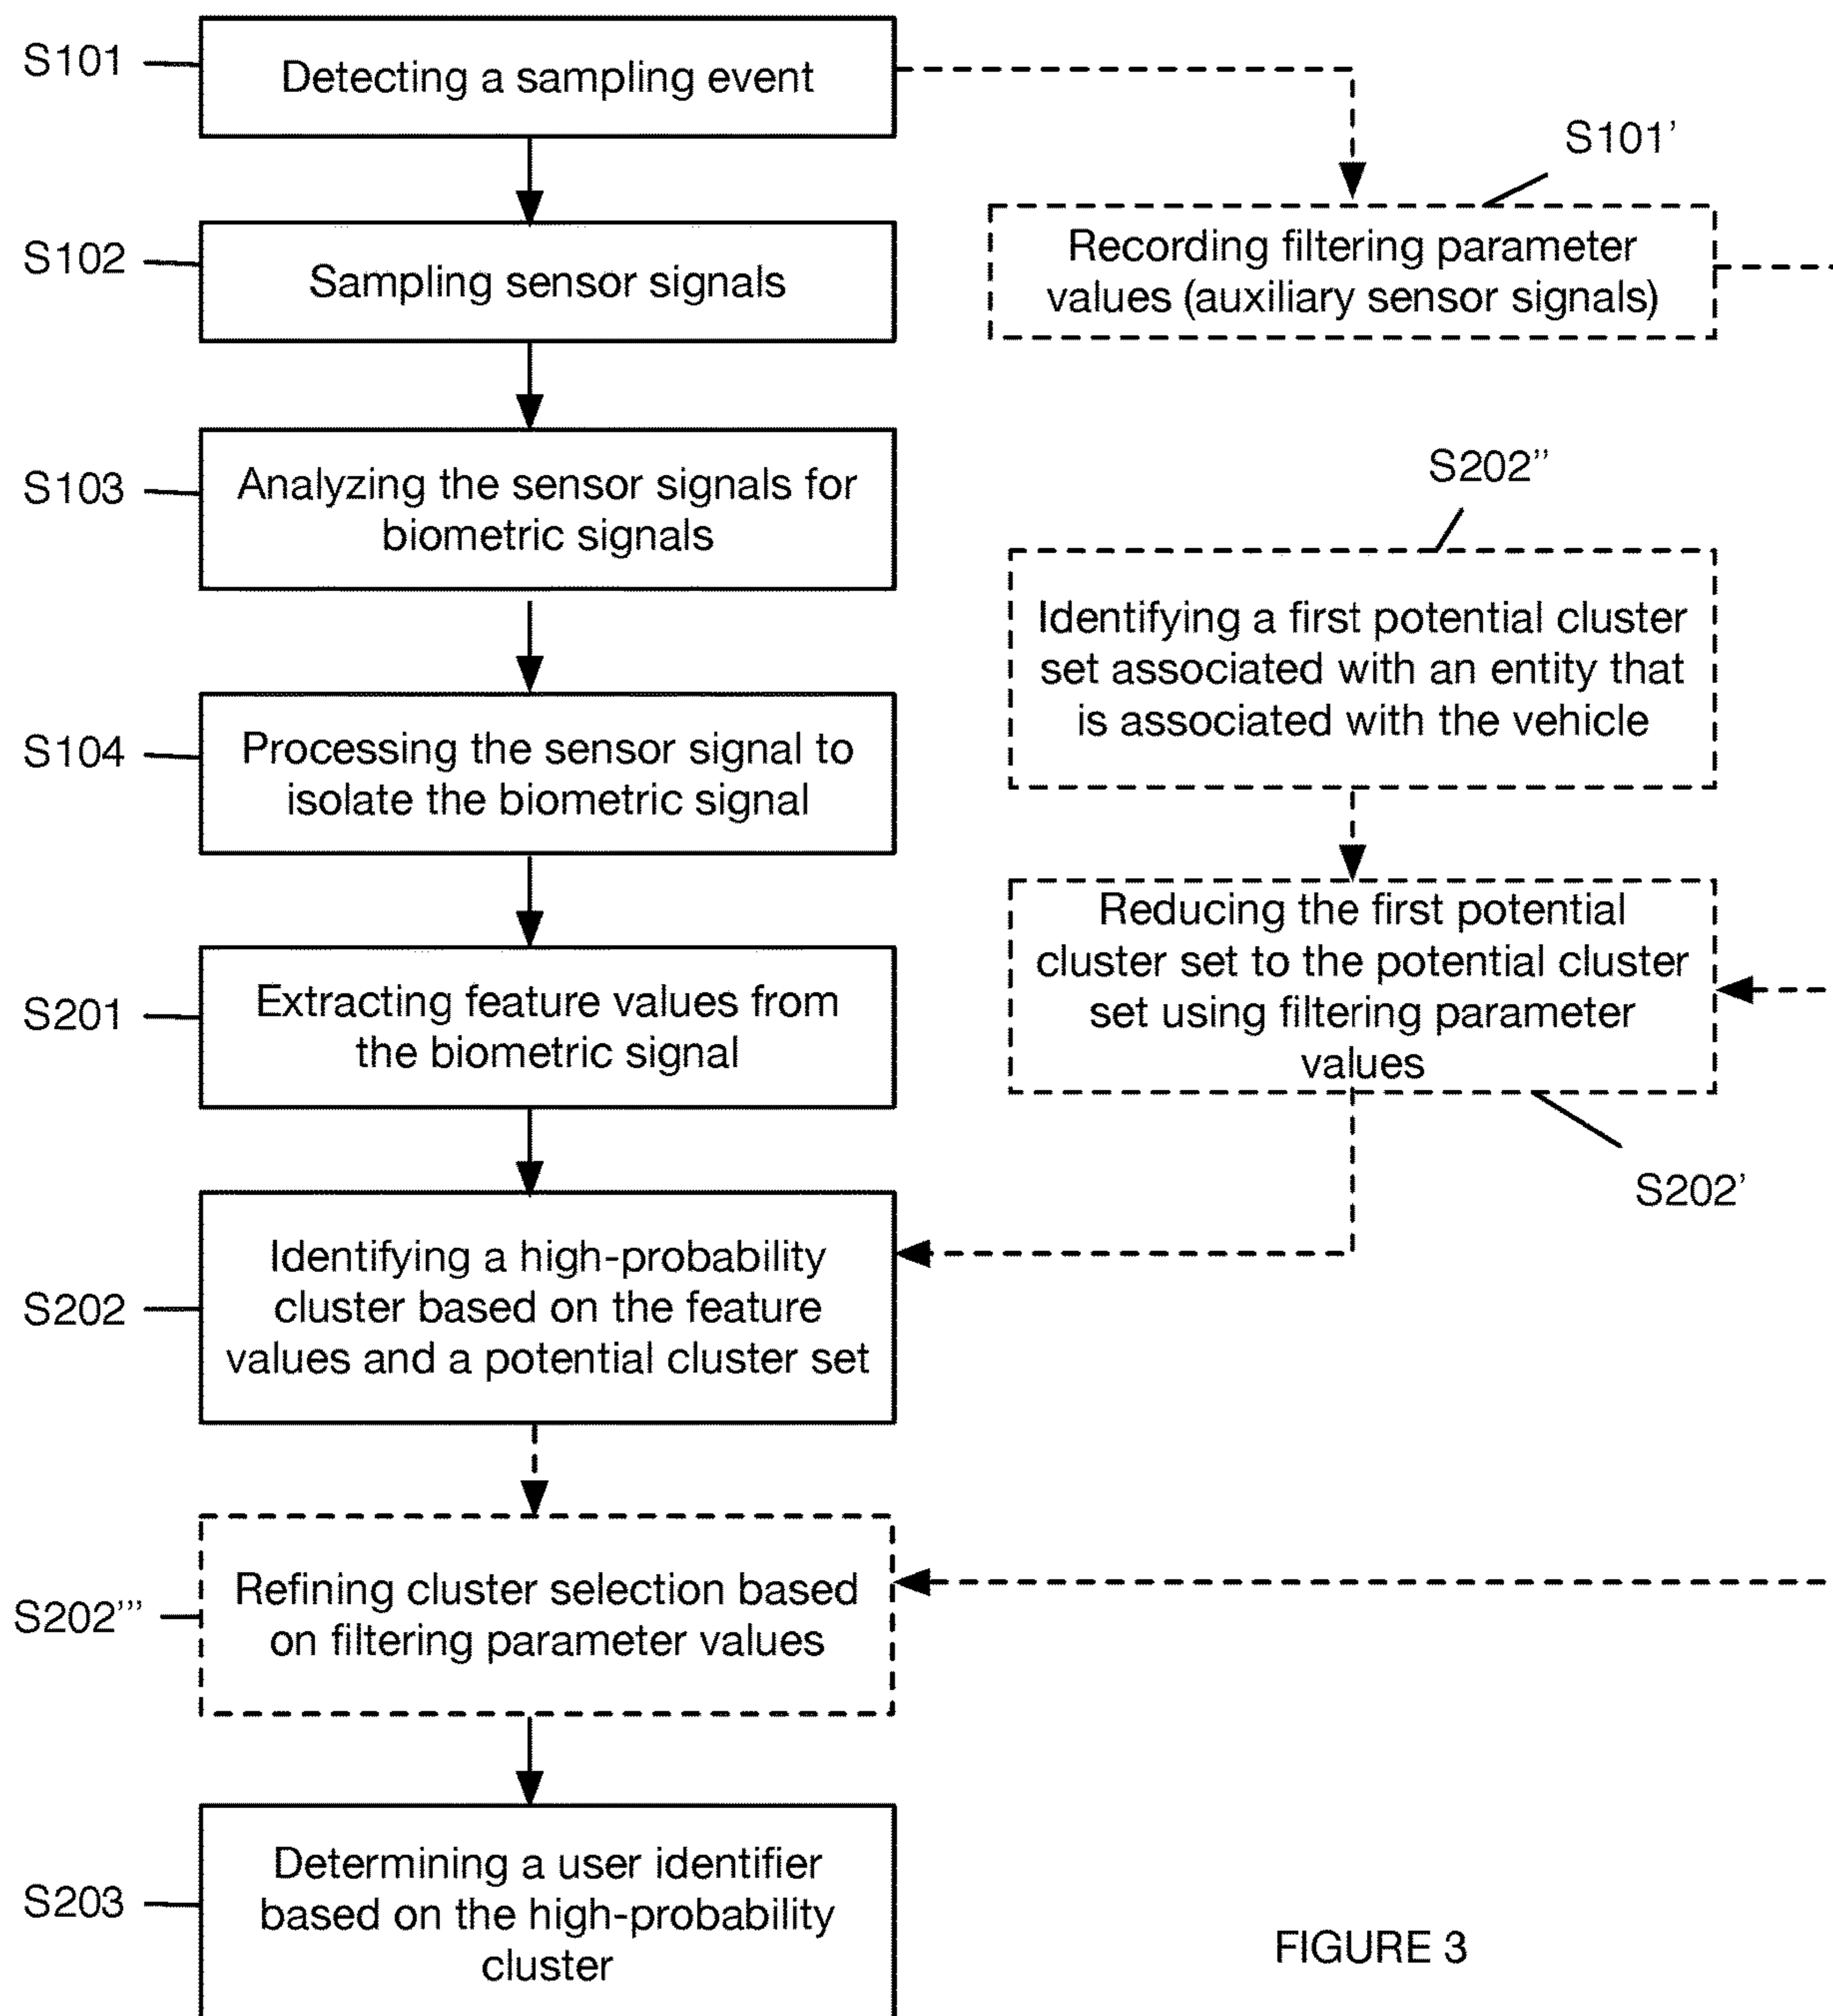 S101
Detecting a sampling event
S101'
Recording filtering parameter
values (auxiliary sensor signals)
S102
Sampling sensor signals
S103
Analyzing the sensor signals for
biometric signals
S202''
Identifying a first potential cluster
set associated with an entity that
is associated with the vehicle
S104
Processing the sensor signal to
isolate the biometric signal
Reducing the first potential
cluster set to the potential cluster
set using filtering parameter
values
S202'
S201
Extracting feature values from
the biometric signal
S202
Identifying a high-probability
cluster based on the feature
values and a potential cluster set
S202'''
Refining cluster selection based
on filtering parameter values
S203
Determining a user identifier
based on the high-probability
cluster
FIGURE 3